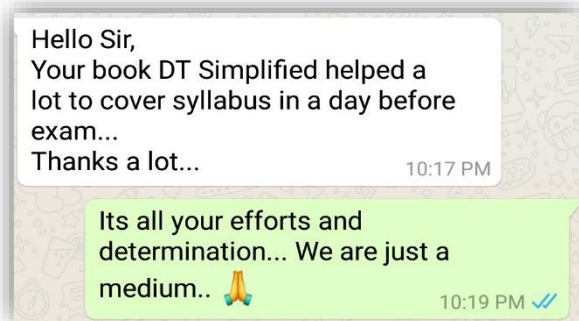 Hello Sir,
Your book DT Simplified helped a
lot to cover syllabus in a day before
exam...
Thanks a lot...
10:17 PM
Its all your efforts and
determination... We are just a
medium.. 🙏
10:19 PM